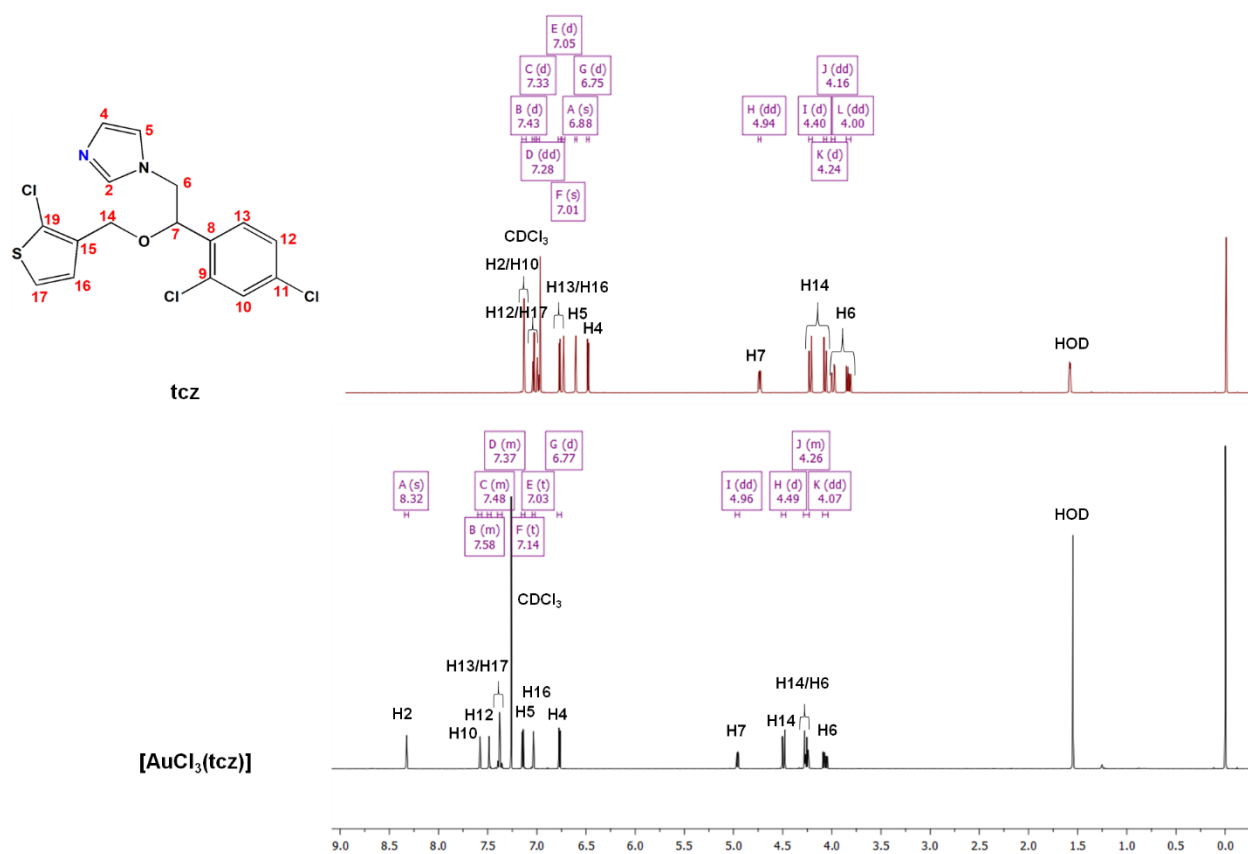 E (d)
7.05
C (d)
7.33
G (d)
6.75
J (dd)
4.16
B (d)
7.43
A (s)
6.88
H (dd)
4.94
I (d)
4.40
L (dd)
4.00
D (dd)
7.28
K (d)
4.24
F (s)
7.01
4
5
N
N
2
6
Cl
19
14
13
S
15
O
7
8
12
16
9
11
17
Cl
10
Cl
tcz
CDCl₃
H2/H10
H12/H17
H13/H16
H5
H4
H7
H14
H6
HOD
D (m)
7.37
G (d)
6.77
J (m)
4.26
A (s)
8.32
C (m)
7.48
E (t)
7.03
I (dd)
4.96
H (d)
4.49
K (dd)
4.07
B (m)
7.58
F (t)
7.14
HOD
CDCl₃
H13/H17
H16
H14/H6
H2
H10
H12
H5
H4
H7
H14
H6
[AuCl₃(tcz)]
9.0 8.5 8.0 7.5 7.0 6.5 6.0 5.5 5.0 4.5 4.0 3.5 3.0 2.5 2.0 1.5 1.0 0.5 0.0